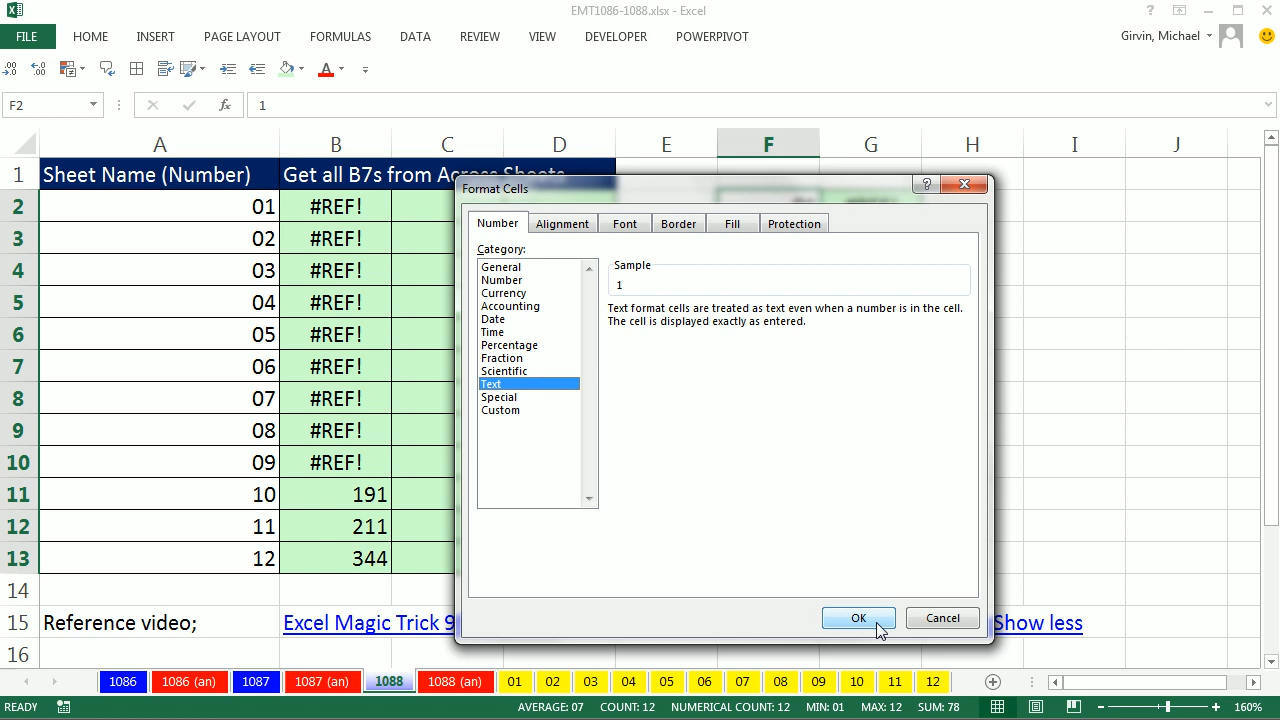 EMT1086-1088.xlsx - Excel
FILE HOME INSERT PAGE LAYOUT FORMULAS DATA REVIEW VIEW DEVELOPER POWERPIVOT Girvin, Michael
F2 fx 1
A B C D E F G H I J
1 Sheet Name (Number) Get all B7s from Across Sheets
2 01 #REF!
3 02 #REF!
4 03 #REF!
5 04 #REF!
6 05 #REF!
7 06 #REF!
8 07 #REF!
9 08 #REF!
10 09 #REF!
11 10 191
12 11 211
13 12 344
14
15 Reference video; Excel Magic Trick 9 Show less
16
Format Cells
Number Alignment Font Border Fill Protection
Category:
General
Number
Currency
Accounting
Date
Time
Percentage
Fraction
Scientific
Text
Special
Custom
Sample
1
Text format cells are treated as text even when a number is in the cell.
The cell is displayed exactly as entered.
OK Cancel
1086 1086 (an) 1087 1087 (an) 1088 1088 (an) 01 02 03 04 05 06 07 08 09 10 11 12
READY AVERAGE: 07 COUNT: 12 NUMERICAL COUNT: 12 MIN: 01 MAX: 12 SUM: 78 160%